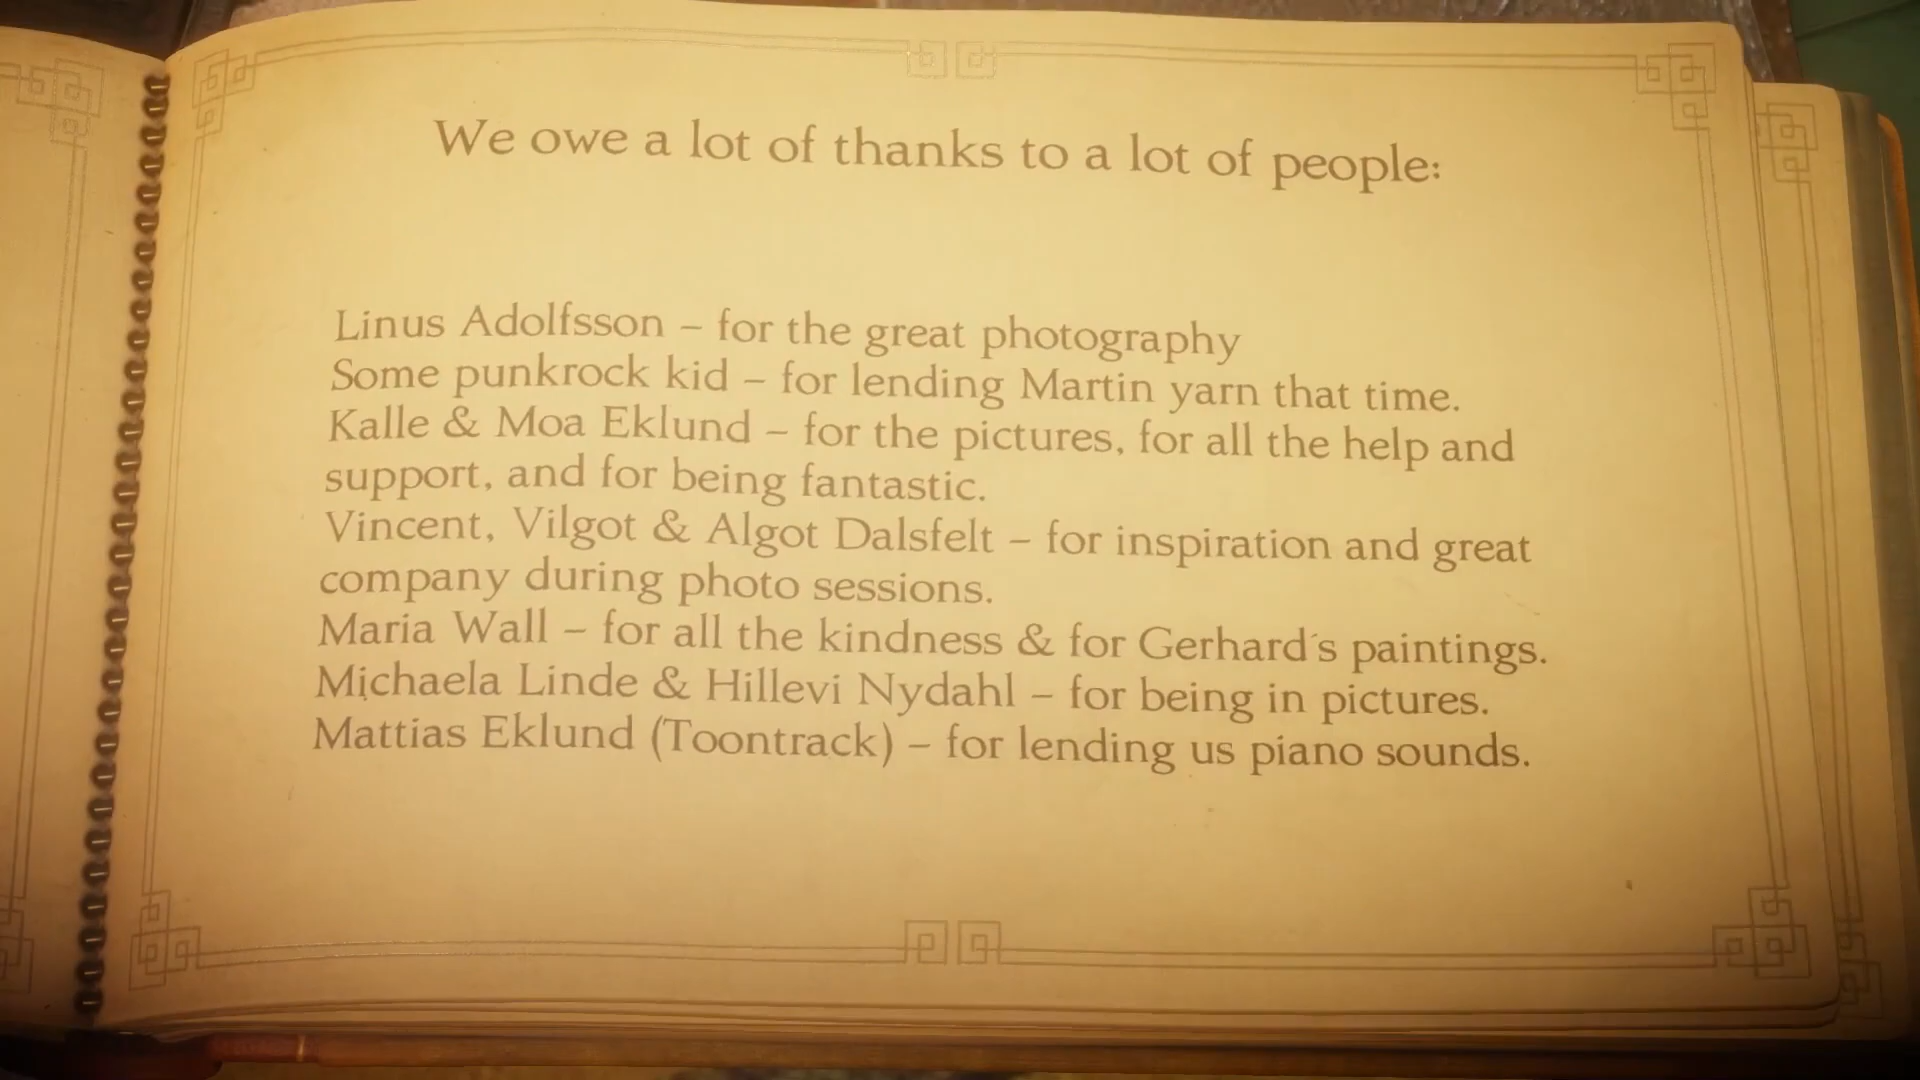 We owe a lot of thanks to a lot of people:
Linus Adolfsson – for the great photography
Some punkrock kid – for lending Martin yarn that time.
Kalle & Moa Eklund – for the pictures, for all the help and
support, and for being fantastic.
Vincent, Vilgot & Algot Dalsfelt – for inspiration and great
company during photo sessions.
Maria Wall – for all the kindness & for Gerhard´s paintings.
Michaela Linde & Hillevi Nydahl – for being in pictures.
Mattias Eklund (Toontrack) – for lending us piano sounds.